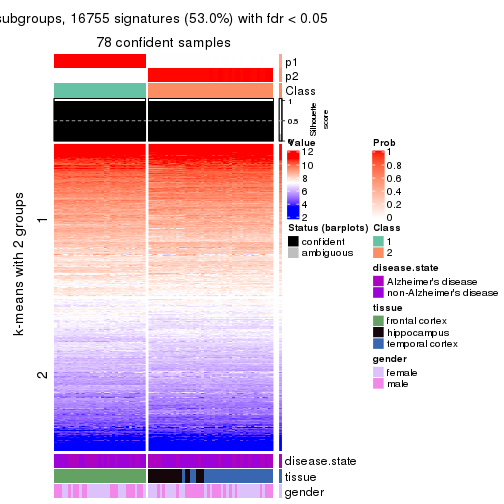 subgroups, 16755 signatures (53.0%) with fdr < 0.05
78 confident samples
p1
p2
Class
1
0.5
Silhouette
score
k-means with 2 groups
1
2
disease.state
tissue
gender
Value
12
10
8
6
4
2
Prob
1
0.8
0.6
0.4
0.2
0
Status (barplots)
confident
ambiguous
Class
1
2
disease.state
Alzheimer's disease
non-Alzheimer's disease
tissue
frontal cortex
hippocampus
temporal cortex
gender
female
male